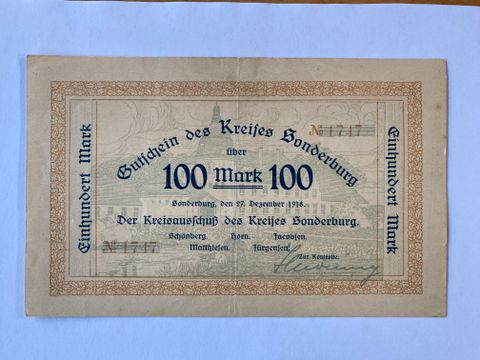 Gutschein des Kreises Sonderburg
№ 1717
über
100 Mark 100
Sonderburg, den 27. Dezember 1918.
Der Kreisausschuß des Kreises Sonderburg.
Schönberg. Horn. Jacobsen.
Matthiesen. Jürgensen.
Zur Kontrolle:
№ 1717
Einhundert Mark
Einhundert Mark